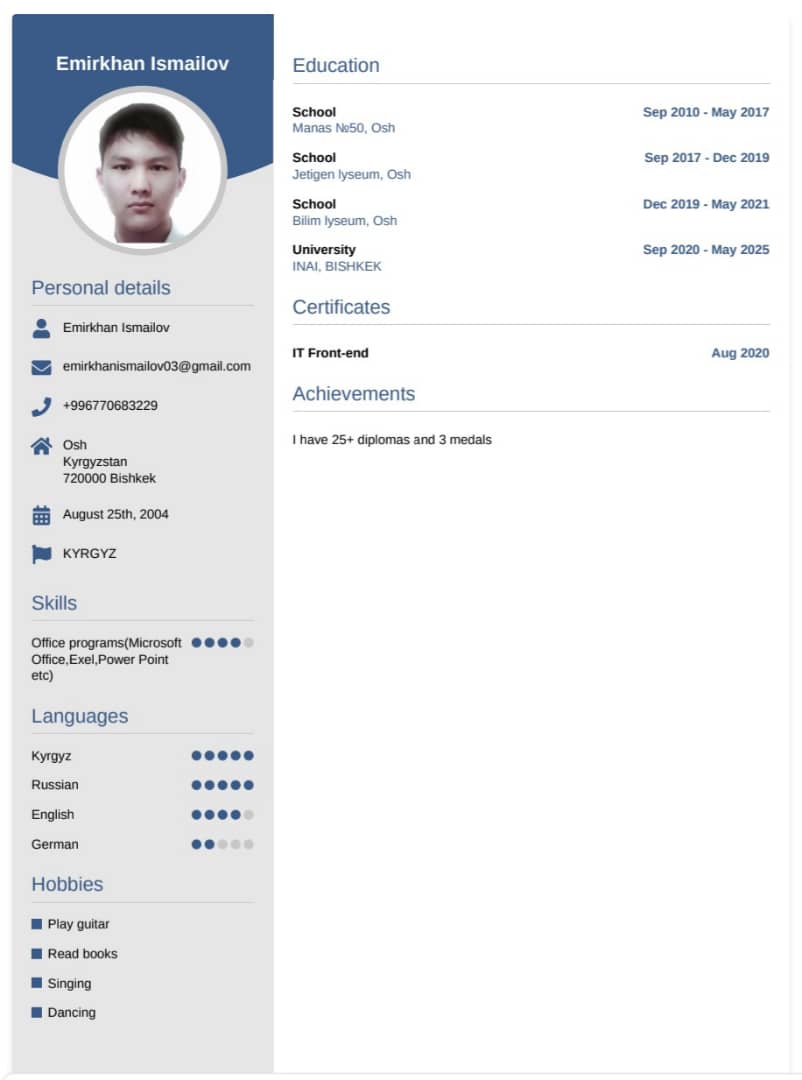 Emirkhan Ismailov
Personal details
Emirkhan Ismailov
emirkhanismailov03@gmail.com
+996770683229
Osh
Kyrgyzstan
720000 Bishkek
August 25th, 2004
KYRGYZ
Skills
Office programs(Microsoft
Office,Exel,Power Point
etc)
Languages
Kyrgyz
Russian
English
German
Hobbies
Play guitar
Read books
Singing
Dancing
Education
School Sep 2010 - May 2017
Manas №50, Osh
School Sep 2017 - Dec 2019
Jetigen lyseum, Osh
School Dec 2019 - May 2021
Bilim lyseum, Osh
University Sep 2020 - May 2025
INAI, BISHKEK
Certificates
IT Front-end Aug 2020
Achievements
I have 25+ diplomas and 3 medals